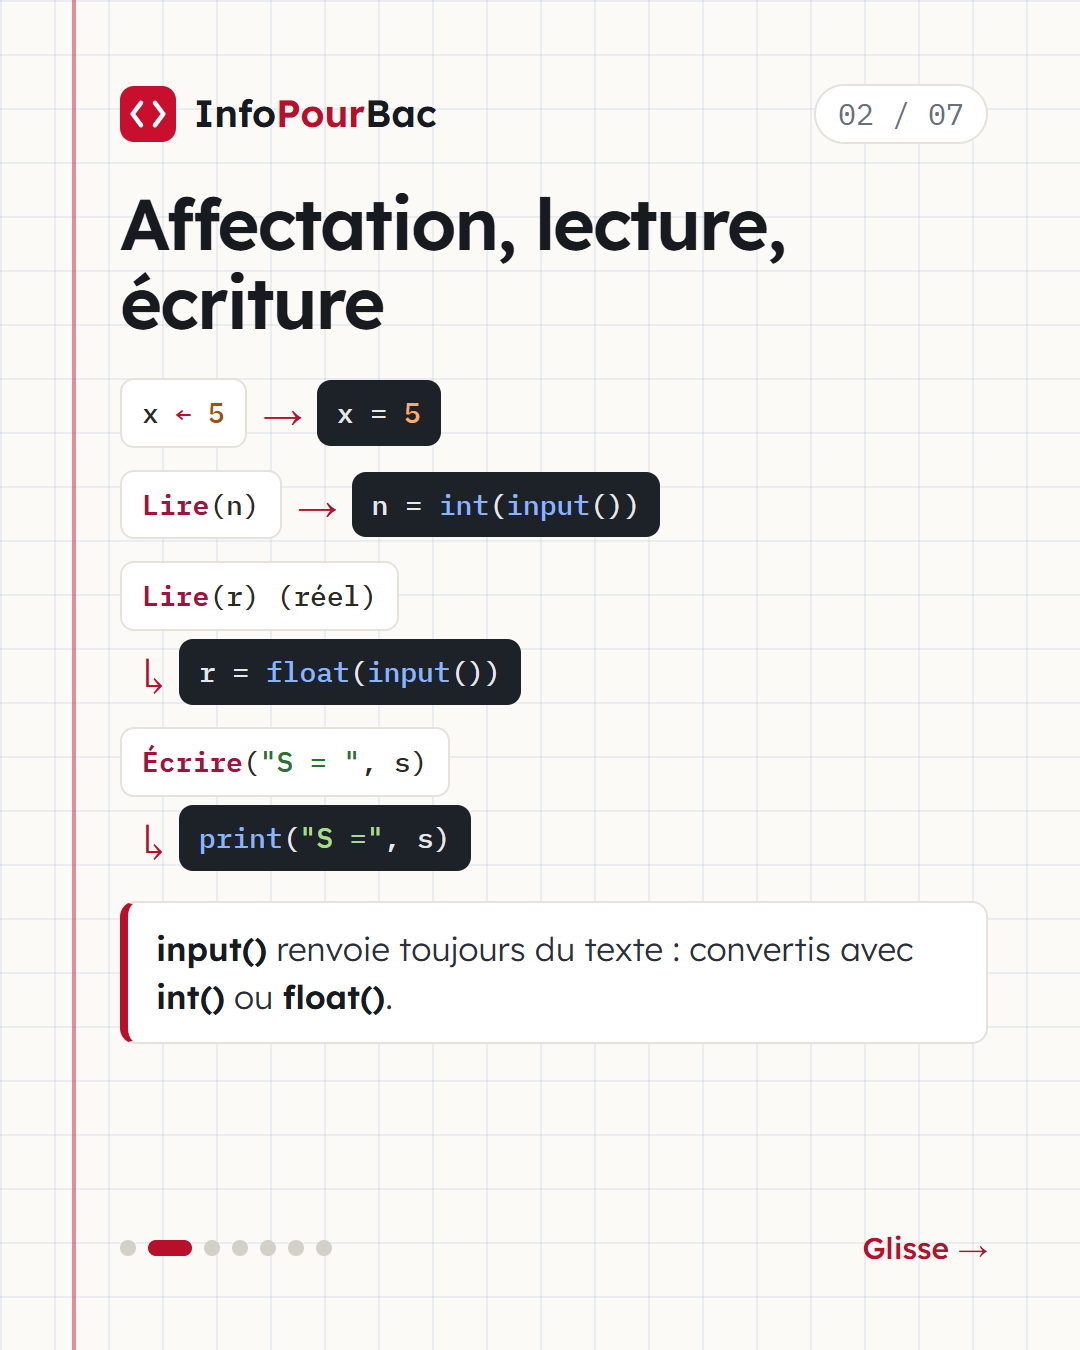 InfoPourBac
02 / 07
Affectation, lecture,
écriture
x ← 5 → x = 5
Lire(n) → n = int(input())
Lire(r) (réel)
↳ r = float(input())
Écrire("S = ", s)
↳ print("S =", s)
input() renvoie toujours du texte : convertis avec
int() ou float().
Glisse →